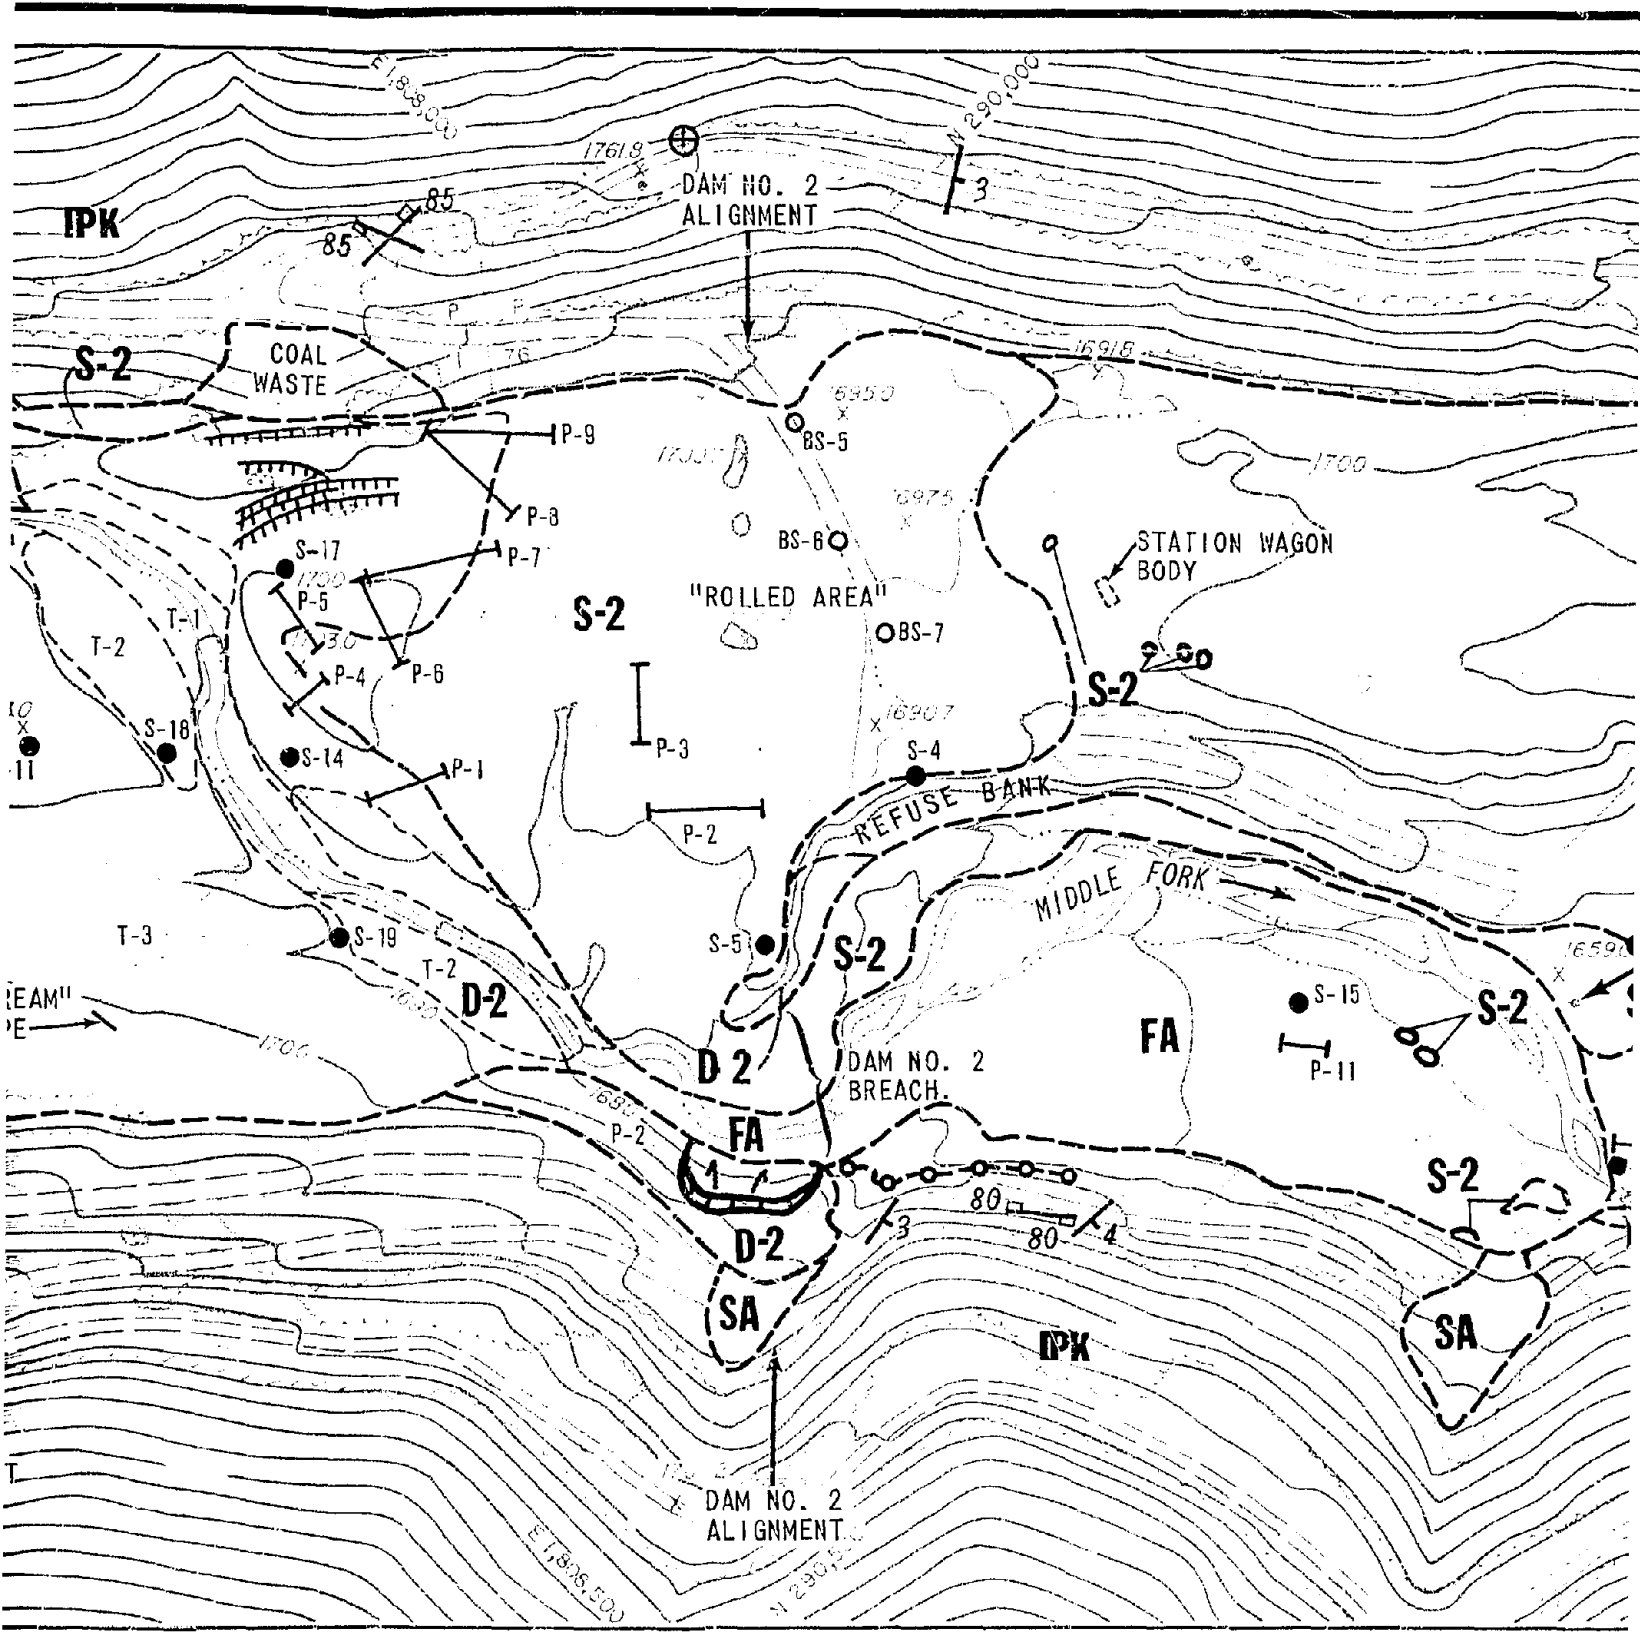 E 1,808,000
N 290,000
1761.8
DAM NO. 2
ALIGNMENT
3
85
85
IPK
S-2
COAL
WASTE
76
1691.8
P-9
BS-5
1700
P-8
P-7
BS-6
STATION WAGON
BODY
S-17
1700
P-5
"ROLLED AREA"
S-2
BS-7
T-1
T-2
P-4
P-6
S-2
1690.7
S-18
11
S-14
P-1
P-3
S-4
REFUSE BANK
P-2
MIDDLE FORK
T-3
S-19
S-5
S-2
T-2
D-2
S-15
S-2
1700
FA
P-11
D-2
DAM NO. 2
BREACH
1680
P-2
FA
S-2
80
3
80
4
D-2
SA
IPK
SA
T
DAM NO. 2
ALIGNMENT
E 1,808,500